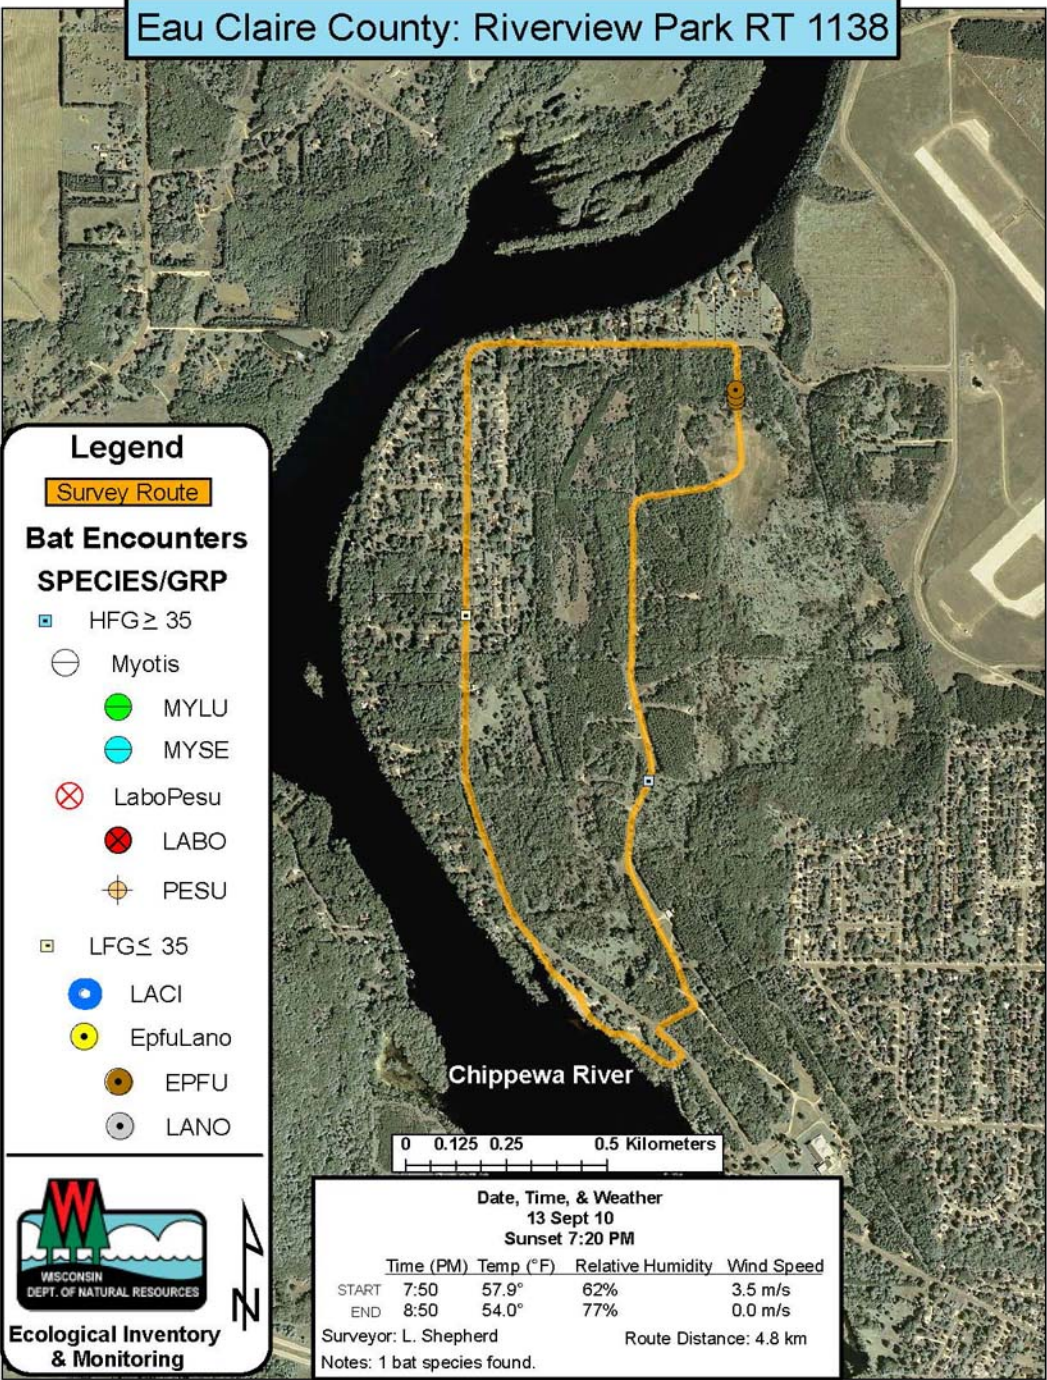 Eau Claire County: Riverview Park RT 1138
Legend
Survey Route
Bat Encounters
SPECIES/GRP
HFG ≥ 35
Myotis
MYLU
MYSE
LaboPesu
LABO
PESU
LFG ≤ 35
LACI
EpfuLano
EPFU
LANO
W
WISCONSIN
DEPT. OF NATURAL RESOURCES
N
Ecological Inventory
& Monitoring
Chippewa River
0 0.125 0.25 0.5 Kilometers
Date, Time, & Weather
13 Sept 10
Sunset 7:20 PM
Time (PM) Temp (°F) Relative Humidity Wind Speed
START 7:50 57.9° 62% 3.5 m/s
END 8:50 54.0° 77% 0.0 m/s
Surveyor: L. Shepherd Route Distance: 4.8 km
Notes: 1 bat species found.